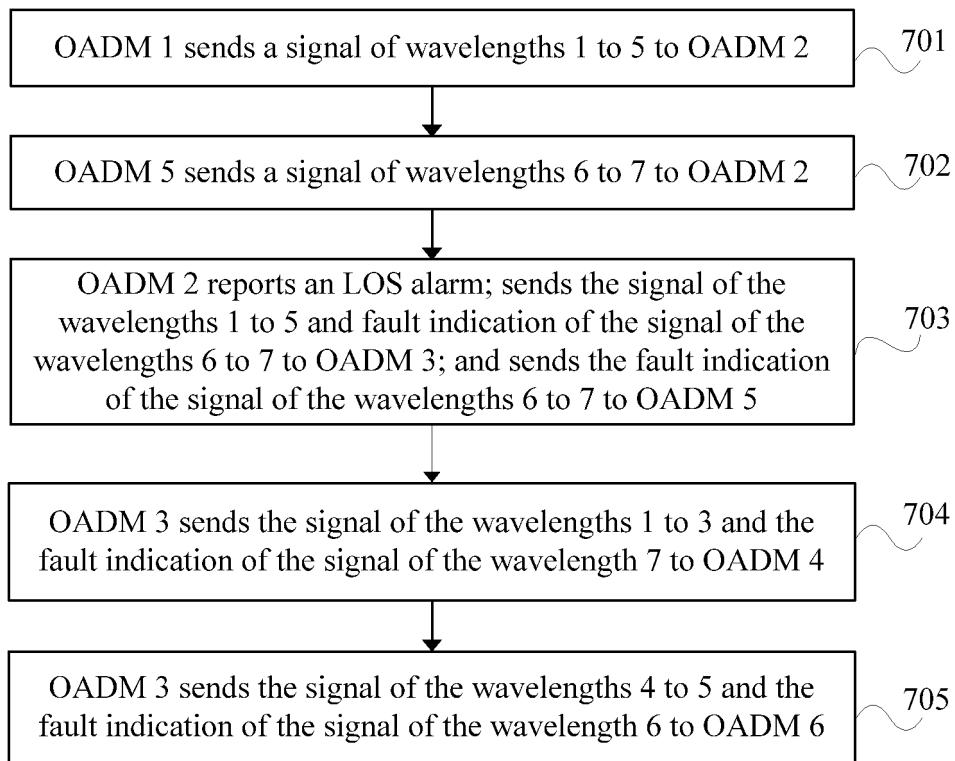 OADM 1 sends a signal of wavelengths 1 to 5 to OADM 2
701
OADM 5 sends a signal of wavelengths 6 to 7 to OADM 2
702
OADM 2 reports an LOS alarm; sends the signal of the
wavelengths 1 to 5 and fault indication of the signal of the
wavelengths 6 to 7 to OADM 3; and sends the fault indication
of the signal of the wavelengths 6 to 7 to OADM 5
703
OADM 3 sends the signal of the wavelengths 1 to 3 and the
fault indication of the signal of the wavelength 7 to OADM 4
704
OADM 3 sends the signal of the wavelengths 4 to 5 and the
fault indication of the signal of the wavelength 6 to OADM 6
705